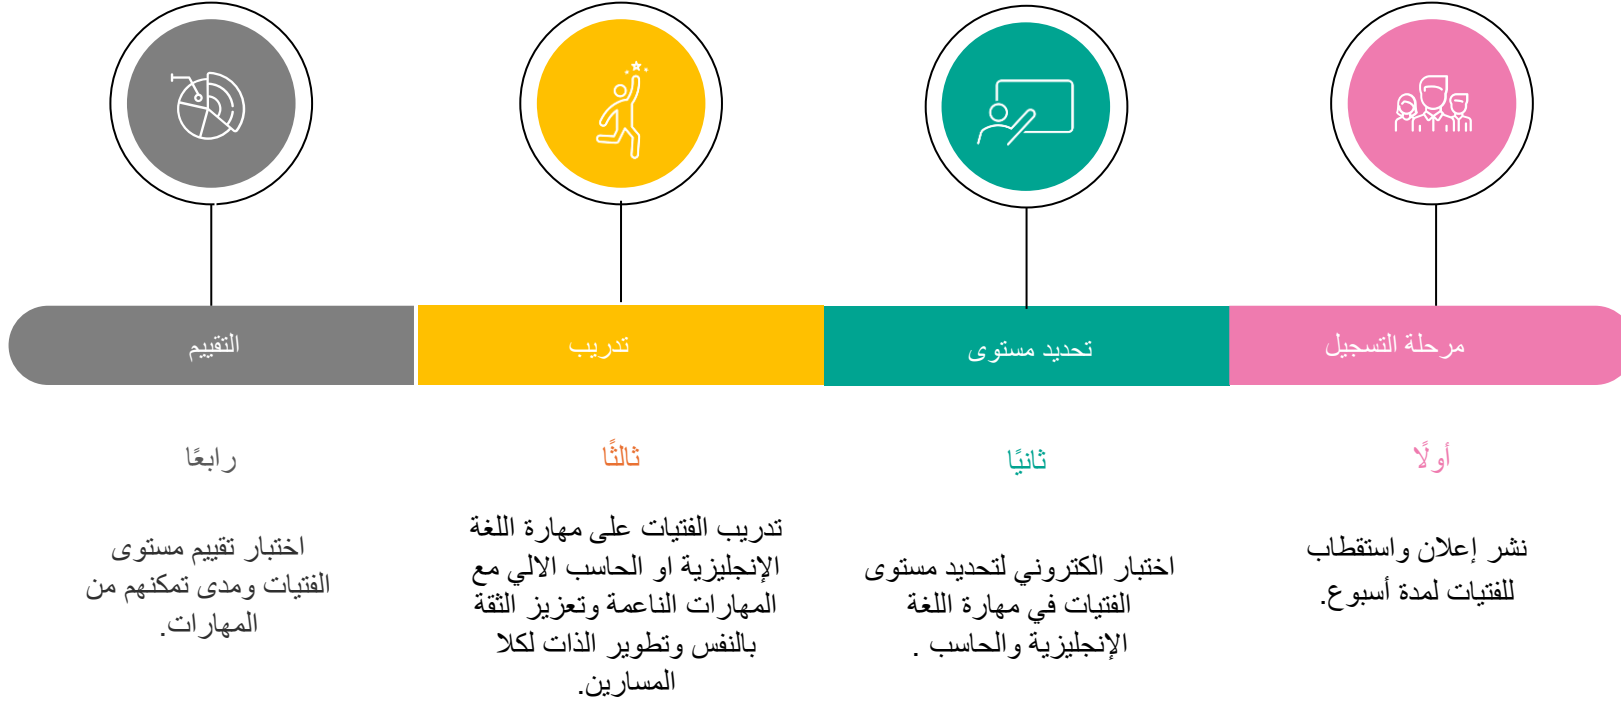 مرحلة التسجيل
تحديد مستوى
تدريب
التقييم
أولًا
نشر إعلان واستقطاب
للفتيات لمدة أسبوع.
ثانيًا
اختبار الكتروني لتحديد مستوى
الفتيات في مهارة اللغة
الإنجليزية والحاسب .
ثالثًا
تدريب الفتيات على مهارة اللغة
الإنجليزية او الحاسب الالي مع
المهارات الناعمة وتعزيز الثقة
بالنفس وتطوير الذات لكلا
المسارين.
رابعًا
اختبار تقييم مستوى
الفتيات ومدى تمكنهم من
المهارات.